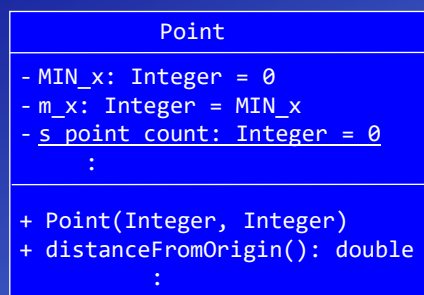 Point
- MIN_x: Integer = 0
- m_x: Integer = MIN_x
- s_point_count: Integer = 0
:
+ Point(Integer, Integer)
+ distanceFromOrigin(): double
: